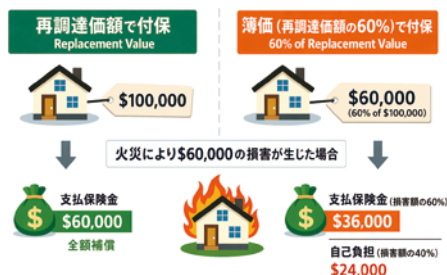 再調達価額で付保
Replacement Value
簿価 (再調達価額の60%) で付保
60% of Replacement Value
$100,000
$60,000
(60% of $100,000)
火災により$60,000の損害が生じた場合
支払保険金
$60,000
全額補償
支払保険金 (損害額の60%)
$36,000
自己負担 (損害額の40%)
$24,000